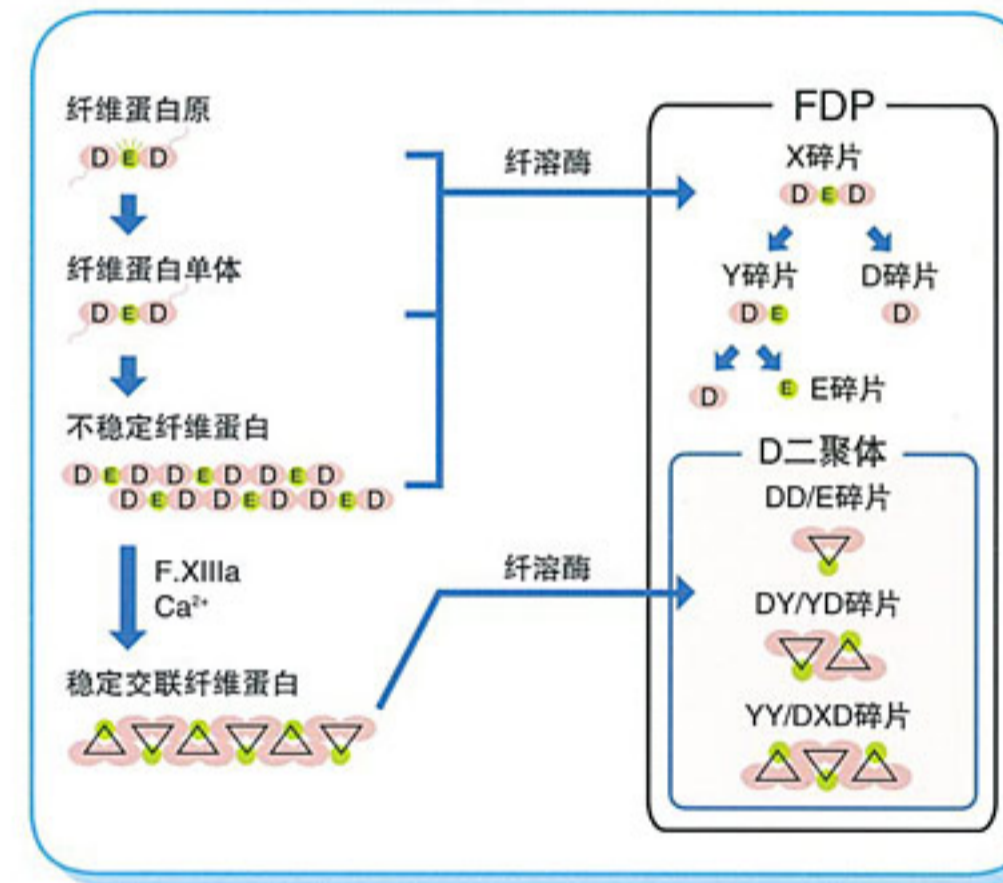 纤维蛋白原
D E D
纤维蛋白单体
D E D
不稳定纤维蛋白
D E D D E D D E D
D E D D E D D E D
F.XIIIa
Ca²⁺
稳定交联纤维蛋白
纤溶酶
纤溶酶
FDP
X碎片
D E D
Y碎片 D碎片
D E D
D E E碎片
D二聚体
DD/E碎片
DY/YD碎片
YY/DXD碎片